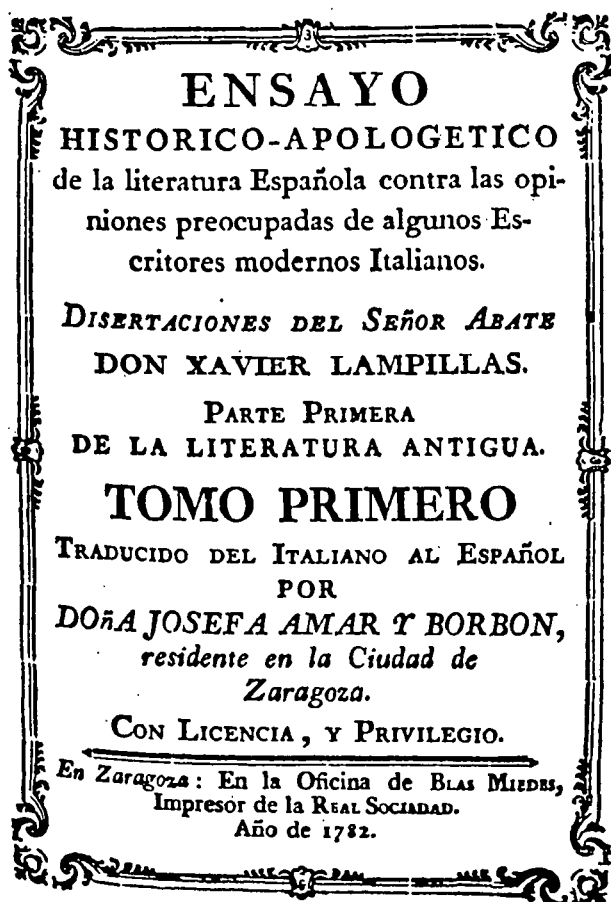 ENSAYO
HISTORICO-APOLOGETICO
de la literatura Española contra las opi-
niones preocupadas de algunos Es-
critores modernos Italianos.
DISERTACIONES DEL SEñOR ABATE
DON XAVIER LAMPILLAS.
PARTE PRIMERA
DE LA LITERATURA ANTIGUA.
TOMO PRIMERO
TRADUCIDO DEL ITALIANO AL ESPAñOL
POR
DOñA JOSEFA AMAR Y BORBON,
residente en la Ciudad de
Zaragoza.
CON LICENCIA, Y PRIVILEGIO.
En Zaragoza: En la Oficina de BLAS MIEDES,
Impresor de la REAL SOCIADAD.
Año de 1782.